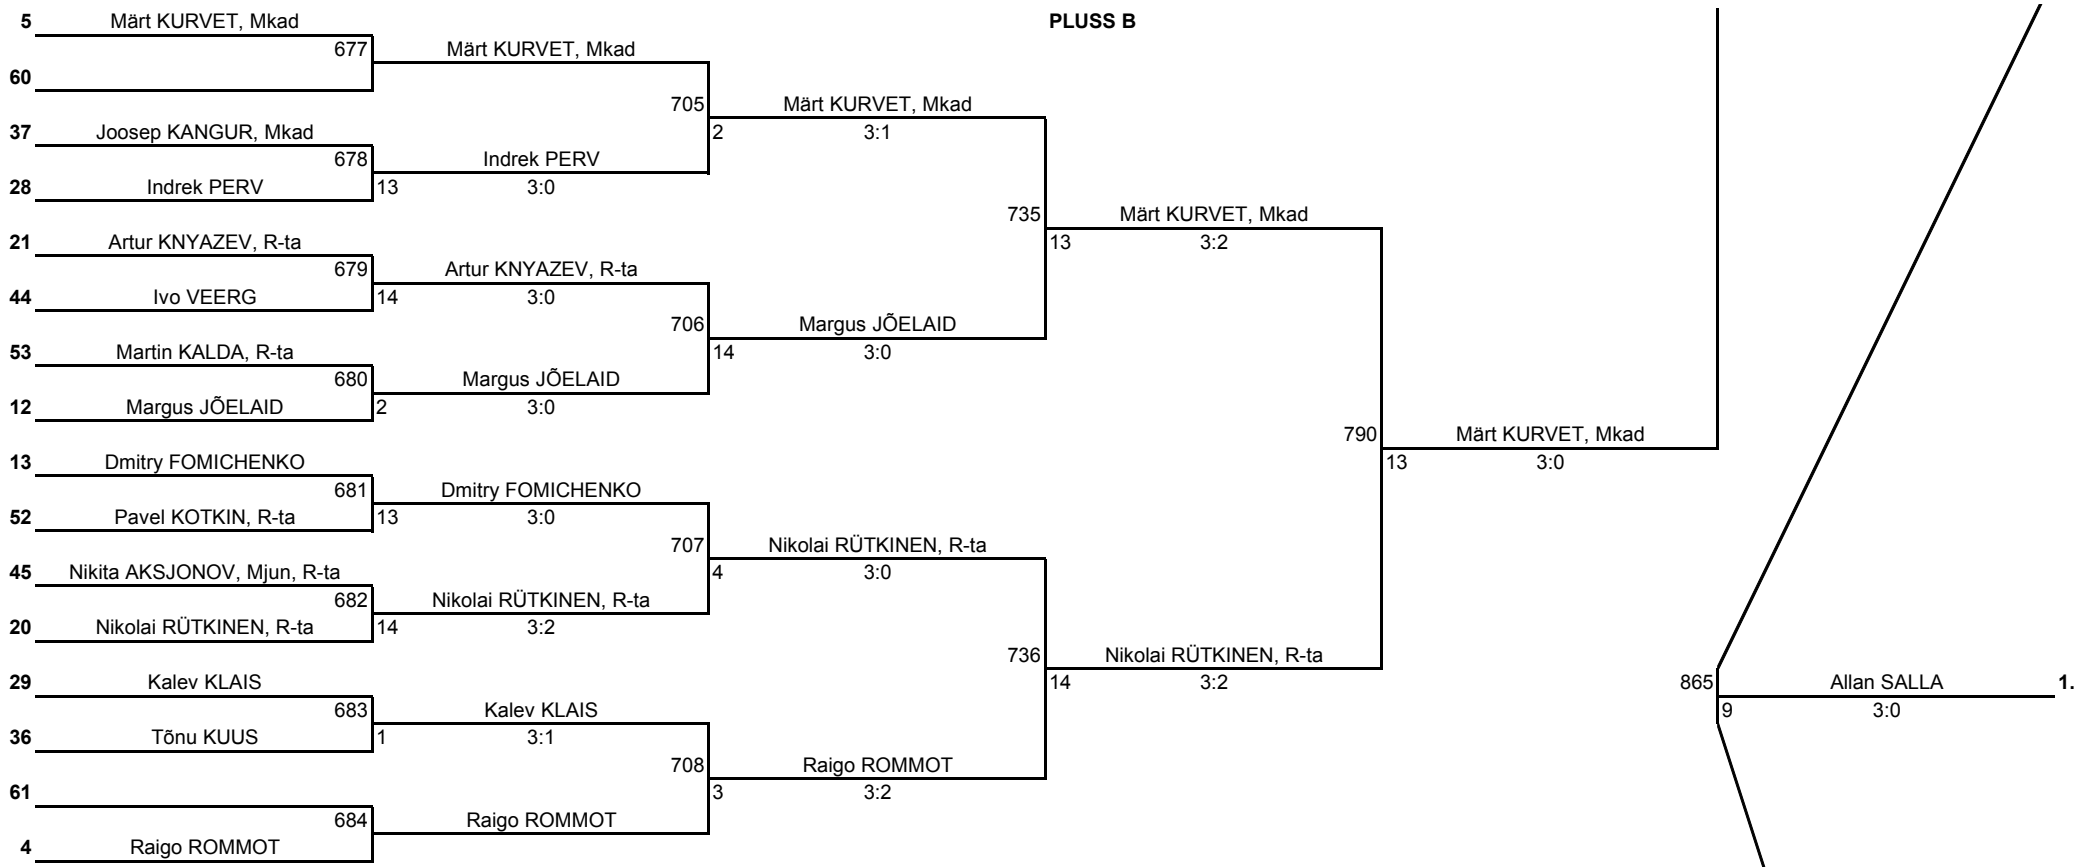 PLUSS B
5 Märt KURVET, Mkad
677 Märt KURVET, Mkad
60
705 Märt KURVET, Mkad
37 Joosep KANGUR, Mkad
2 3:1
678 Indrek PERV
28 Indrek PERV 13 3:0
735 Märt KURVET, Mkad
21 Artur KNYAZEV, R-ta
13 3:2
679 Artur KNYAZEV, R-ta
44 Ivo VEERG 14 3:0
706 Margus JÕELAID
53 Martin KALDA, R-ta
14 3:0
680 Margus JÕELAID
12 Margus JÕELAID 2 3:0
790 Märt KURVET, Mkad
13 Dmitry FOMICHENKO
13 3:0
681 Dmitry FOMICHENKO
52 Pavel KOTKIN, R-ta 13 3:0
707 Nikolai RÜTKINEN, R-ta
45 Nikita AKSJONOV, Mjun, R-ta
4 3:0
682 Nikolai RÜTKINEN, R-ta
20 Nikolai RÜTKINEN, R-ta 14 3:2
736 Nikolai RÜTKINEN, R-ta
29 Kalev KLAIS
14 3:2
865 Allan SALLA 1.
683 Kalev KLAIS
9 3:0
36 Tõnu KUUS 1 3:1
708 Raigo ROMMOT
61
3 3:2
684 Raigo ROMMOT
4 Raigo ROMMOT